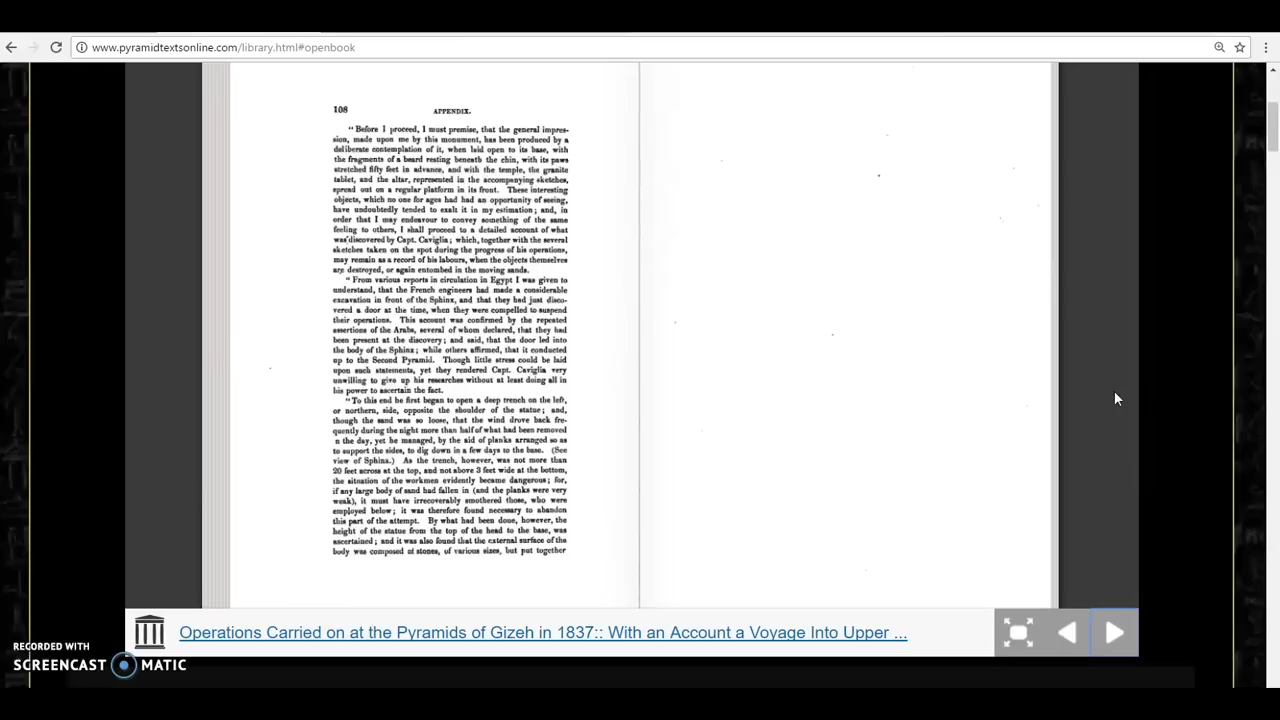 www.pyramidtextsonline.com/library.html#openbook
108 APPENDIX.
"Before I proceed, I must premise, that the general impres-
sion, made upon me by this monument, has been produced by a
deliberate contemplation of it, when laid open to its base, with
the fragments of a beard resting beneath the chin, with its paws
stretched fifty feet in advance, and with the temple, the granite
tablet, and the altar, represented in the accompanying sketches,
spread out on a regular platform in its front. These interesting
objects, which no one for ages had had an opportunity of seeing,
have undoubtedly tended to exalt it in my estimation; and, in
order that I may endeavour to convey something of the same
feeling to others, I shall proceed to a detailed account of what
was discovered by Capt. Caviglia; which, together with the several
sketches taken on the spot during the progress of his operations,
may remain as a record of his labours, when the objects themselves
are destroyed, or again entombed in the moving sands.
"From various reports in circulation in Egypt I was given to
understand, that the French engineers had made a considerable
excavation in front of the Sphinx, and that they had just disco-
vered a door at the time, when they were compelled to suspend
their operations. This account was confirmed by the repeated
assertions of the Arabs, several of whom declared, that they had
been present at the discovery; and said, that the door led into
the body of the Sphinx; while others affirmed, that it conducted
up to the Second Pyramid. Though little stress could be laid
upon such statements, yet they rendered Capt. Caviglia very
unwilling to give up his researches without at least doing all in
his power to ascertain the fact.
"To this end he first began to open a deep trench on the left,
or northern, side, opposite the shoulder of the statue; and,
though the sand was so loose, that the wind drove back fre-
quently during the night more than half of what had been removed
n the day, yet he managed, by the aid of planks arranged so as
to support the sides, to dig down in a few days to the base. (See
view of Sphinx.) As the trench, however, was not more than
20 feet across at the top, and not above 3 feet wide at the bottom,
the situation of the workmen evidently became dangerous; for,
if any large body of sand had fallen in (and the planks were very
weak), it must have irrecoverably smothered those, who were
employed below; it was therefore found necessary to abandon
this part of the attempt. By what had been done, however, the
height of the statue from the top of the head to the base, was
ascertained; and it was also found that the external surface of the
body was composed of stones, of various sizes, but put together
Operations Carried on at the Pyramids of Gizeh in 1837:: With an Account a Voyage Into Upper ...
RECORDED WITH
SCREENCAST MATIC